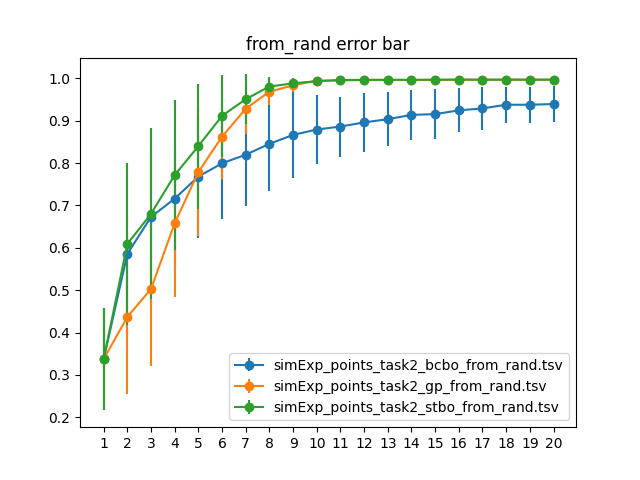 from_rand error bar
1.0
0.9
0.8
0.7
0.6
0.5
0.4
0.3
0.2
simExp_points_task2_bcbo_from_rand.tsv
simExp_points_task2_gp_from_rand.tsv
simExp_points_task2_stbo_from_rand.tsv
1 2 3 4 5 6 7 8 9 10 11 12 13 14 15 16 17 18 19 20